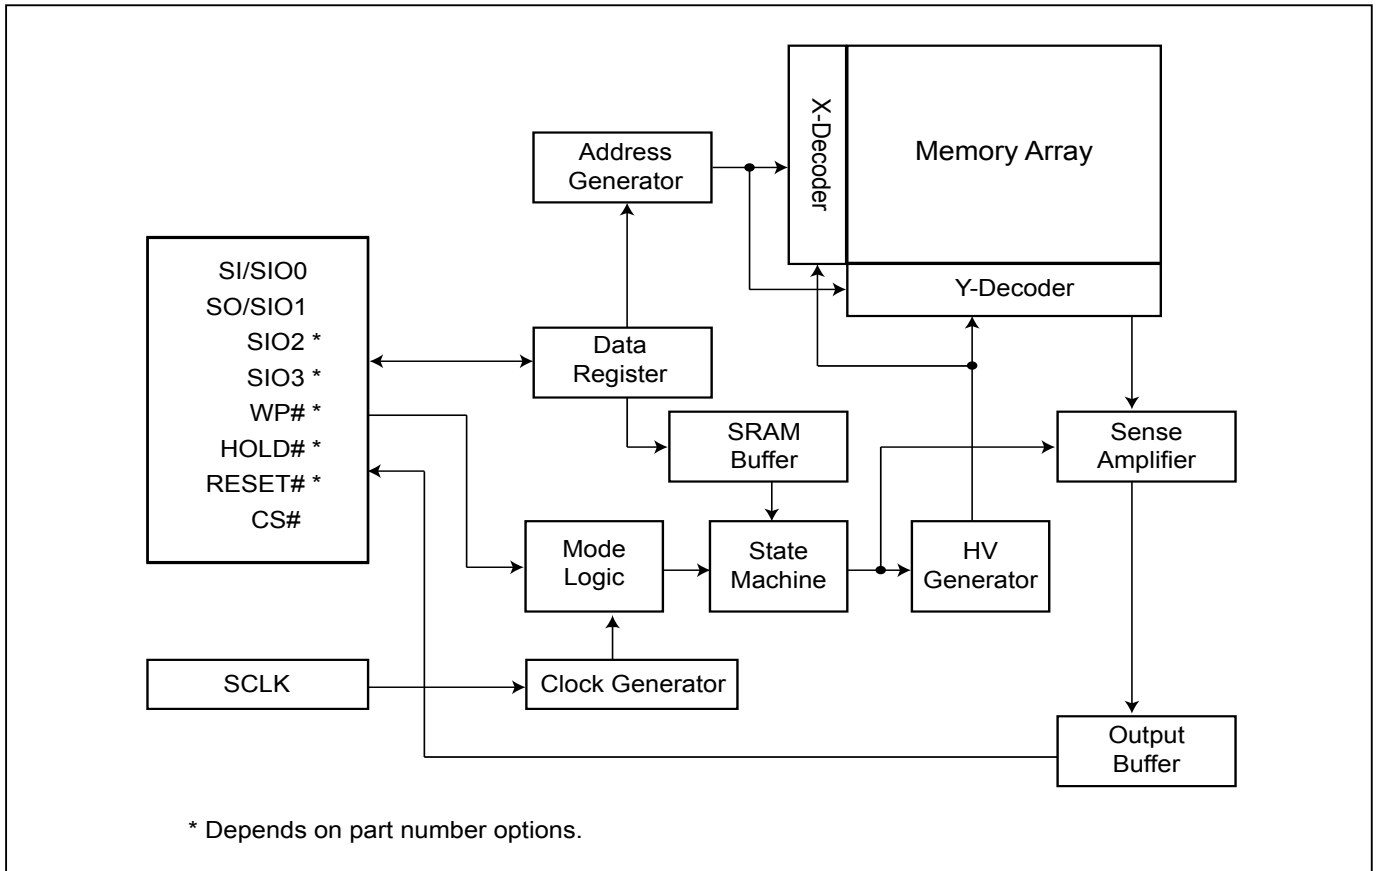 X-Decoder
Memory Array
Address
Generator
SI/SIO0
SO/SIO1
SIO2 *
SIO3 *
WP# *
HOLD# *
RESET# *
CS#
Y-Decoder
Data
Register
SRAM
Buffer
Sense
Amplifier
Mode
Logic
State
Machine
HV
Generator
SCLK
Clock Generator
Output
Buffer
* Depends on part number options.